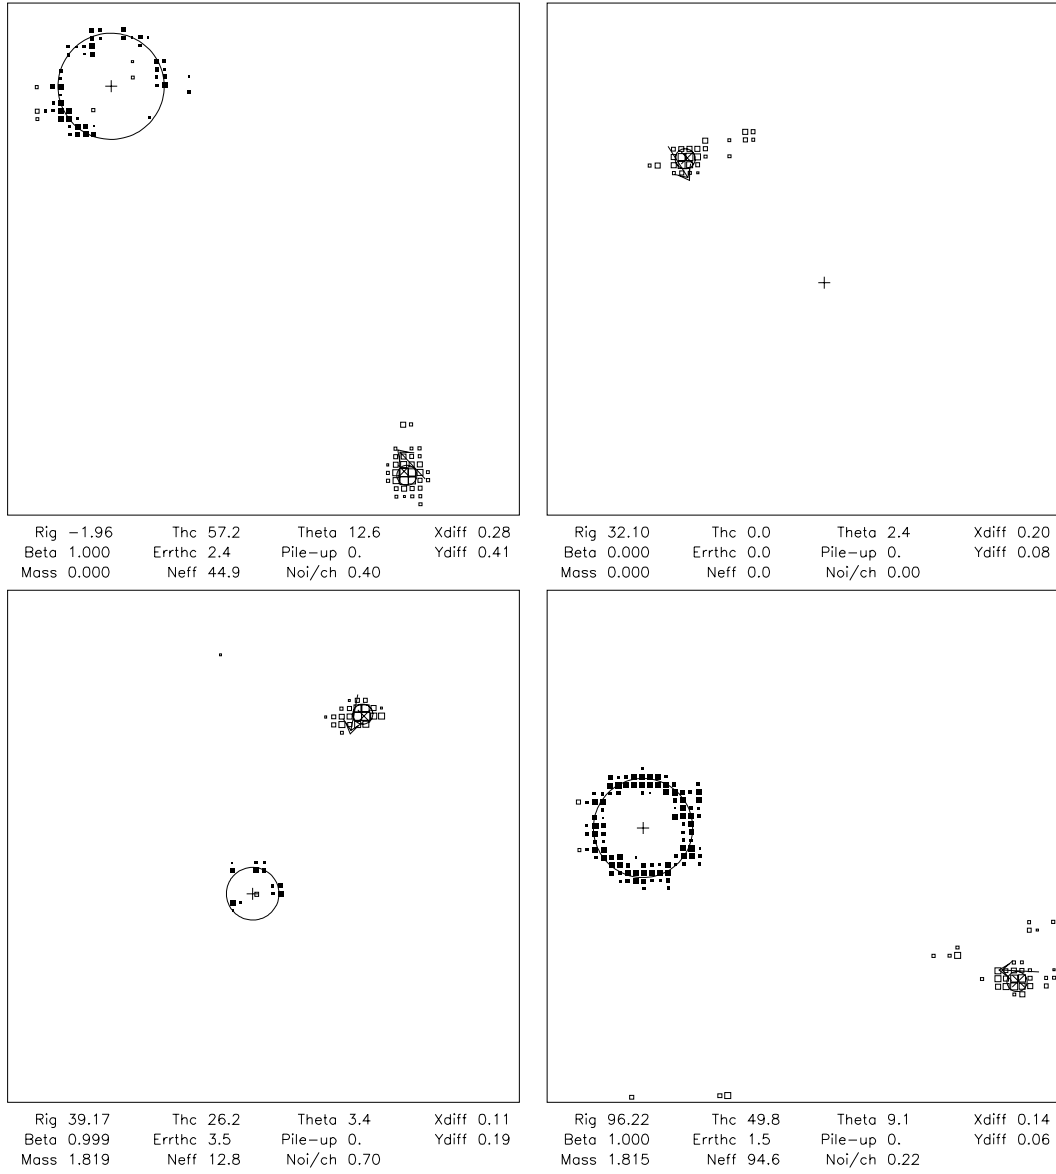 Rig -1.96 Thc 57.2 Theta 12.6 Xdiff 0.28
Beta 1.000 Errthc 2.4 Pile-up 0. Ydiff 0.41
Mass 0.000 Neff 44.9 Noi/ch 0.40
Rig 32.10 Thc 0.0 Theta 2.4 Xdiff 0.20
Beta 0.000 Errthc 0.0 Pile-up 0. Ydiff 0.08
Mass 0.000 Neff 0.0 Noi/ch 0.00
Rig 39.17 Thc 26.2 Theta 3.4 Xdiff 0.11
Beta 0.999 Errthc 3.5 Pile-up 0. Ydiff 0.19
Mass 1.819 Neff 12.8 Noi/ch 0.70
Rig 96.22 Thc 49.8 Theta 9.1 Xdiff 0.14
Beta 1.000 Errthc 1.5 Pile-up 0. Ydiff 0.06
Mass 1.815 Neff 94.6 Noi/ch 0.22